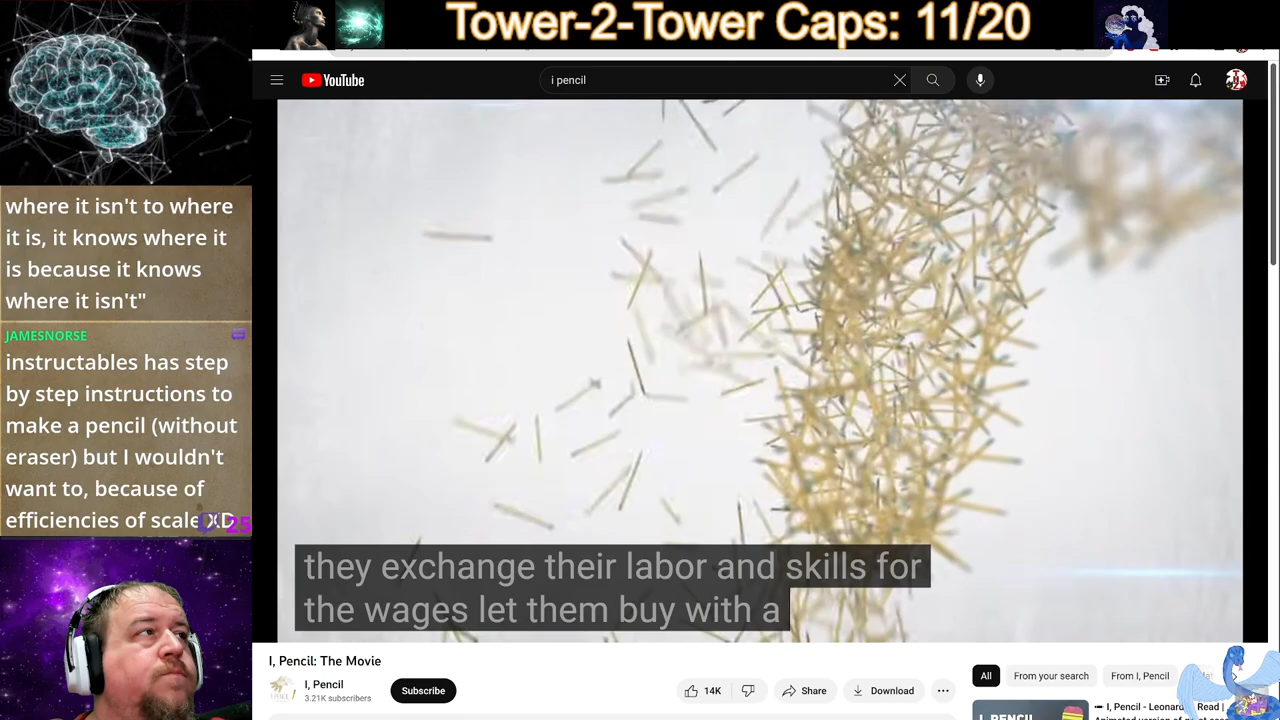 Tower-2-Tower Caps: 11/20
YouTube
i pencil
where it isn't to where
it is, it knows where it
is because it knows
where it isn't"
JAMESNORSE
instructables has step
by step instructions to
make a pencil (without
eraser) but I wouldn't
want to, because of
efficiencies of scale XD
25
they exchange their labor and skills for
the wages let them buy with a
I, Pencil: The Movie
I, Pencil
3.21K subscribers
Subscribe
14K
Share
Download
All
From your search
From I, Pencil
I, Pencil - Leonard Read |
I, PENCIL